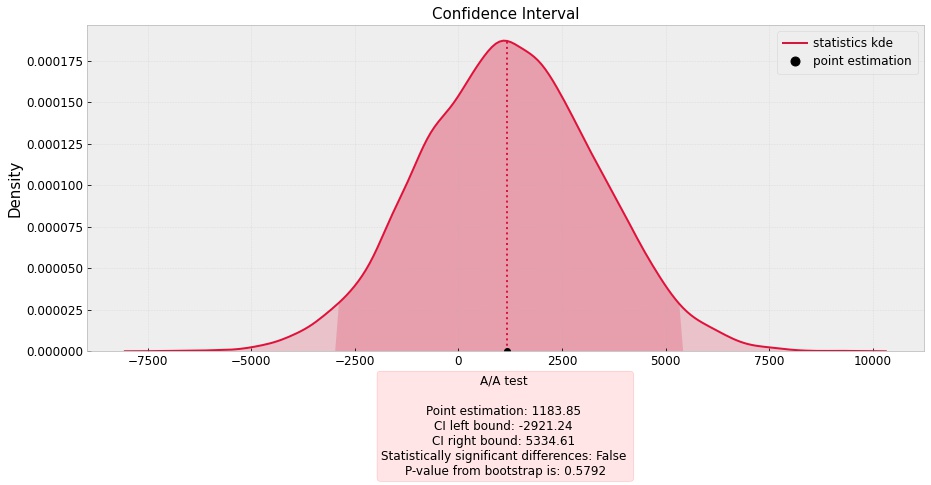 Confidence Interval
statistics kde
point estimation
Density
0.000175
0.000150
0.000125
0.000100
0.000075
0.000050
0.000025
0.000000
−7500
−5000
−2500
0
2500
5000
7500
10000
A/A test
Point estimation: 1183.85
CI left bound: -2921.24
CI right bound: 5334.61
Statistically significant differences: False
P-value from bootstrap is: 0.5792